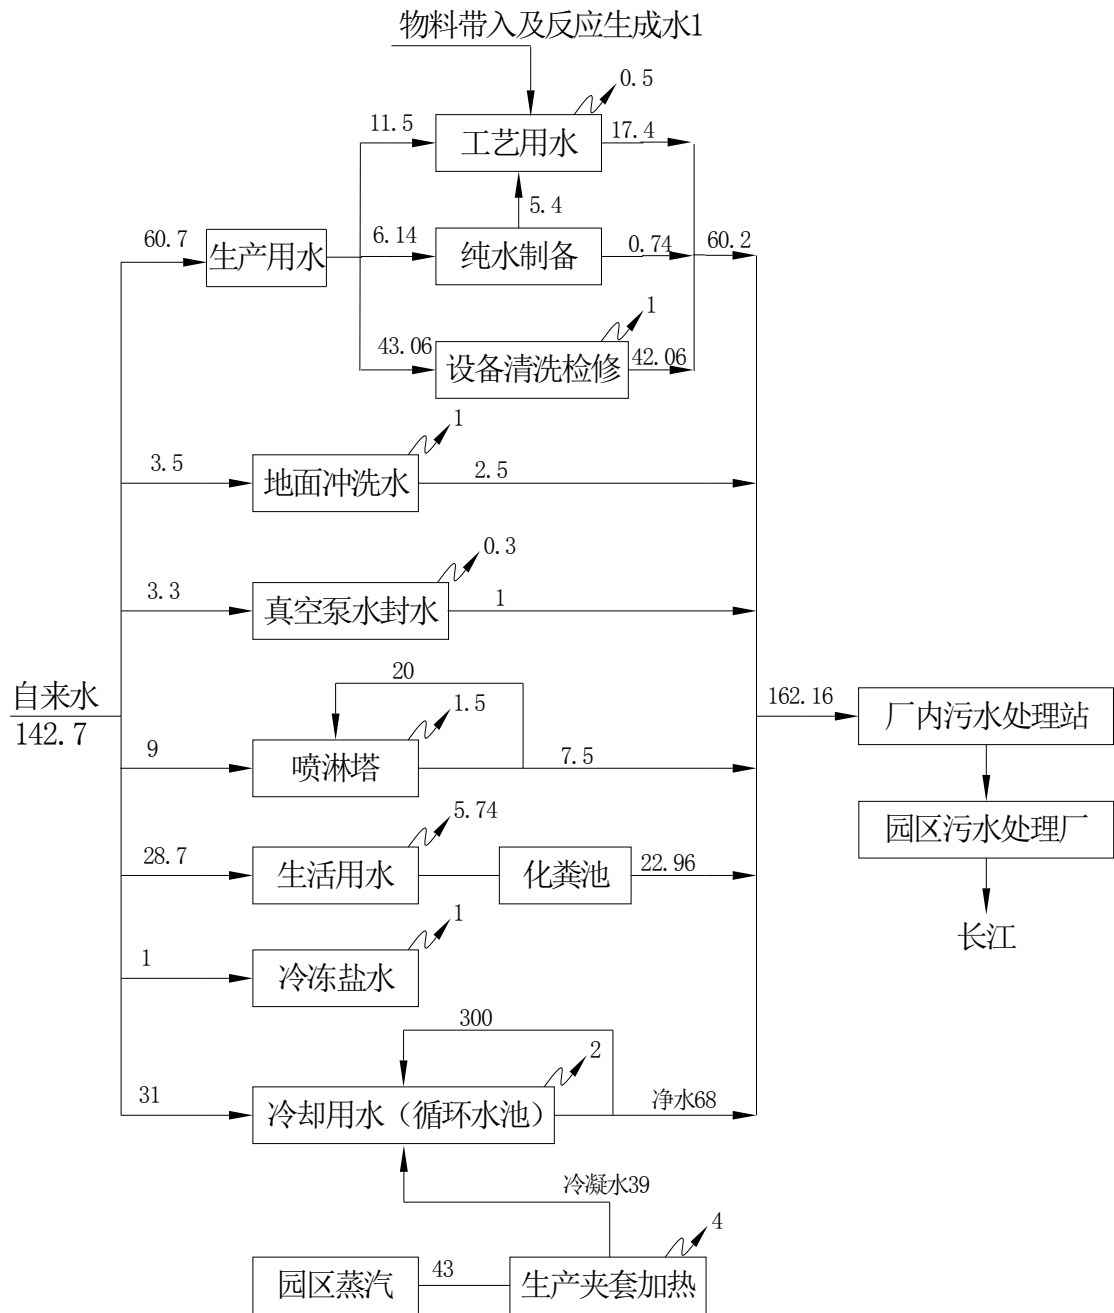 物料带入及反应生成水1
0.5
11.5
工艺用水
17.4
5.4
60.7
生产用水
6.14
纯水制备
0.74
60.2
1
43.06
设备清洗检修
42.06
1
3.5
地面冲洗水
2.5
0.3
3.3
真空泵水封水
1
20
自来水
142.7
1.5
162.16
厂内污水处理站
9
喷淋塔
7.5
5.74
园区污水处理厂
28.7
生活用水
化粪池
22.96
1
长江
1
冷冻盐水
300
2
31
冷却用水（循环水池）
净水68
冷凝水39
4
园区蒸汽
43
生产夹套加热